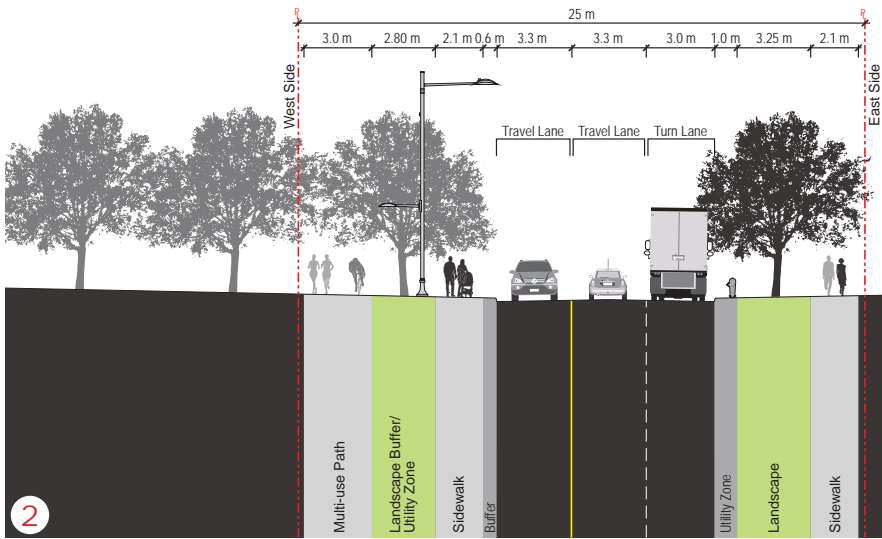 25 m
3.0 m
2.80 m
2.1 m
0.6 m
3.3 m
3.3 m
3.0 m
1.0 m
3.25 m
2.1 m
West Side
East Side
Travel Lane
Travel Lane
Turn Lane
Multi-use Path
Landscape Buffer/
Utility Zone
Sidewalk
Buffer
Utility Zone
Landscape
Sidewalk
2